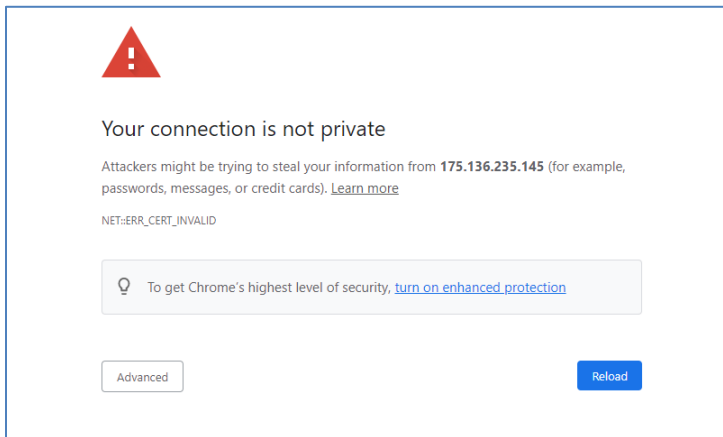 Your connection is not private
Attackers might be trying to steal your information from 175.136.235.145 (for example,
passwords, messages, or credit cards). Learn more
NET::ERR_CERT_INVALID
To get Chrome's highest level of security, turn on enhanced protection
Advanced
Reload